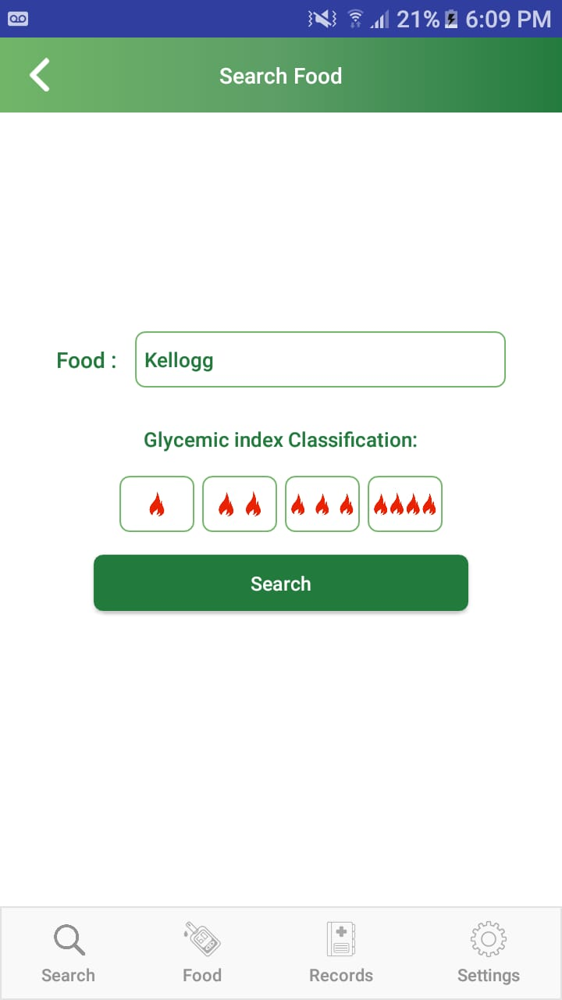 21% 6:09 PM
Search Food
Food : Kellogg
Glycemic index Classification:
Search
Search Food Records Settings